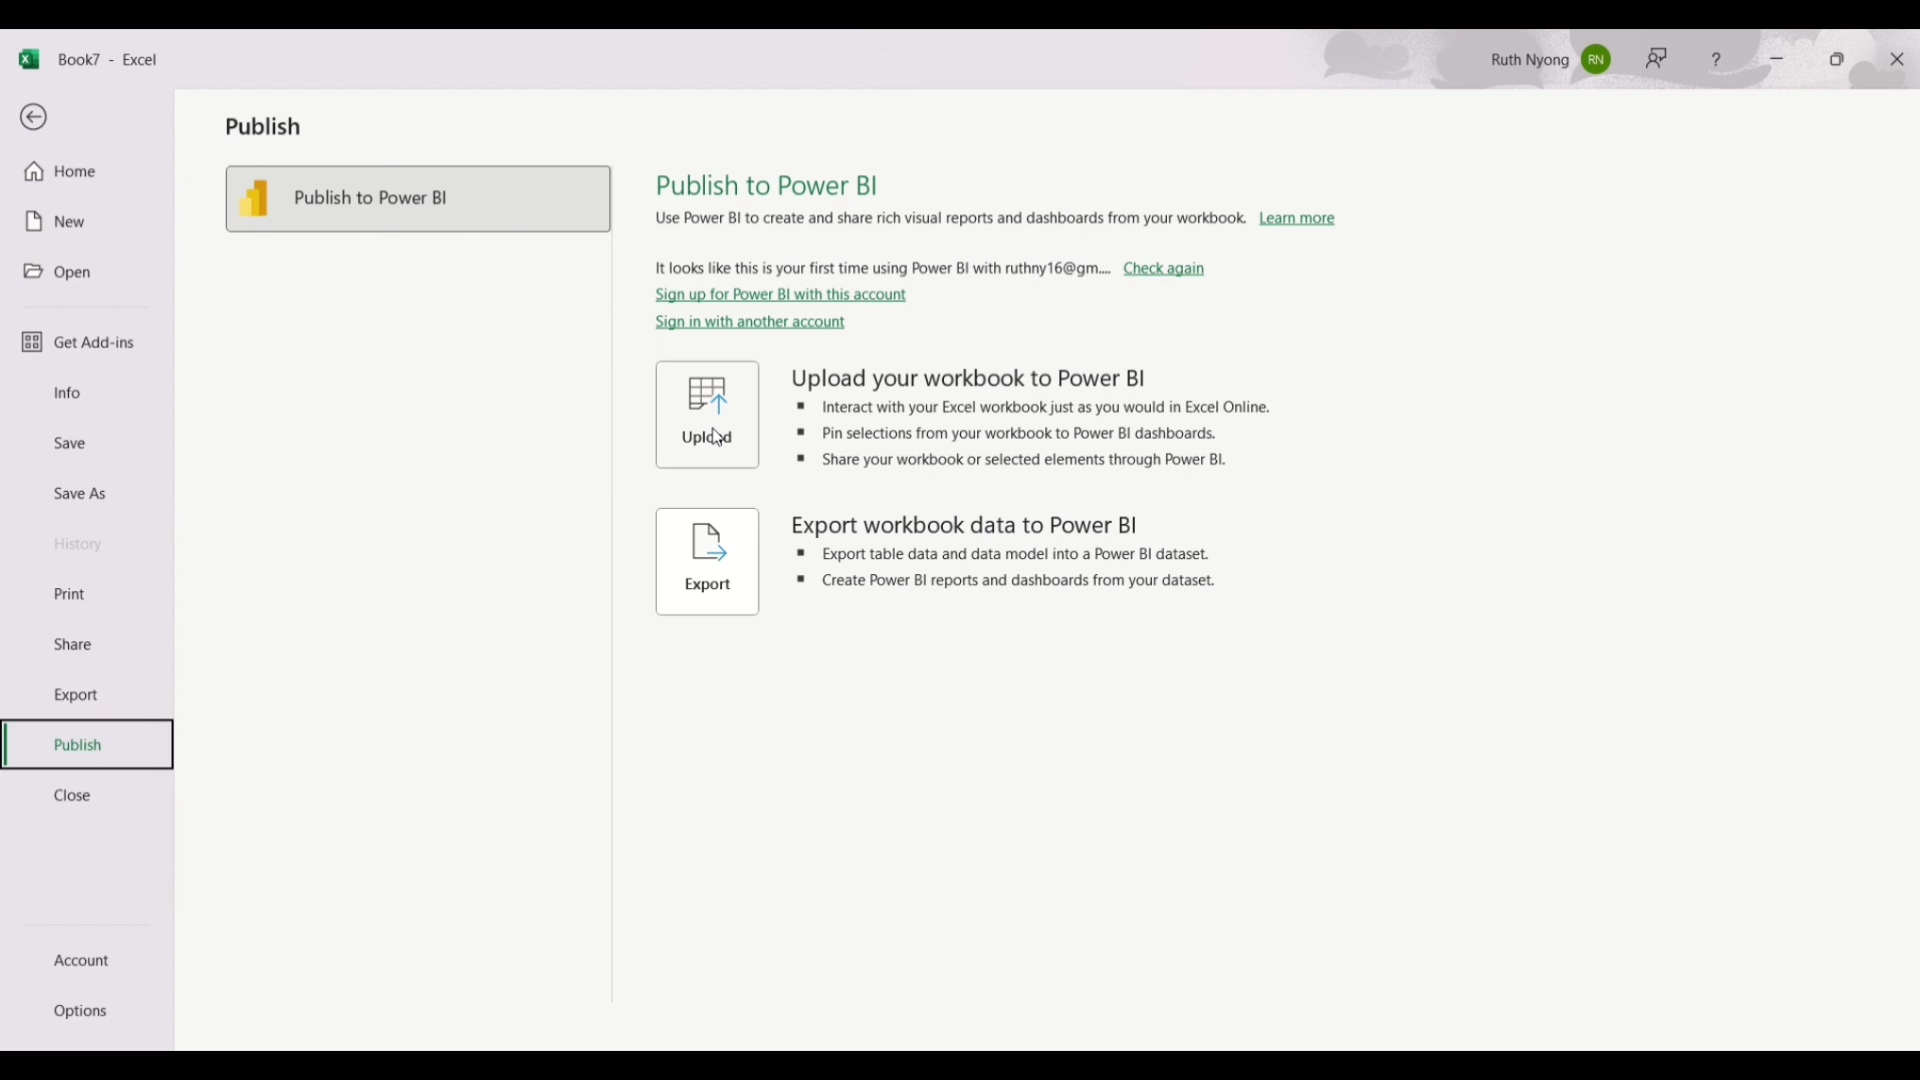 Book7 - Excel
Ruth Nyong
RN
?
Home
New
Open
Get Add-ins
Info
Save
Save As
History
Print
Share
Export
Publish
Close
Account
Options
Publish
Publish to Power BI
Publish to Power BI
Use Power BI to create and share rich visual reports and dashboards from your workbook. Learn more
It looks like this is your first time using Power BI with ruthny16@gm.... Check again
Sign up for Power BI with this account
Sign in with another account
Upload
Upload your workbook to Power BI
Interact with your Excel workbook just as you would in Excel Online.
Pin selections from your workbook to Power BI dashboards.
Share your workbook or selected elements through Power BI.
Export
Export workbook data to Power BI
Export table data and data model into a Power BI dataset.
Create Power BI reports and dashboards from your dataset.